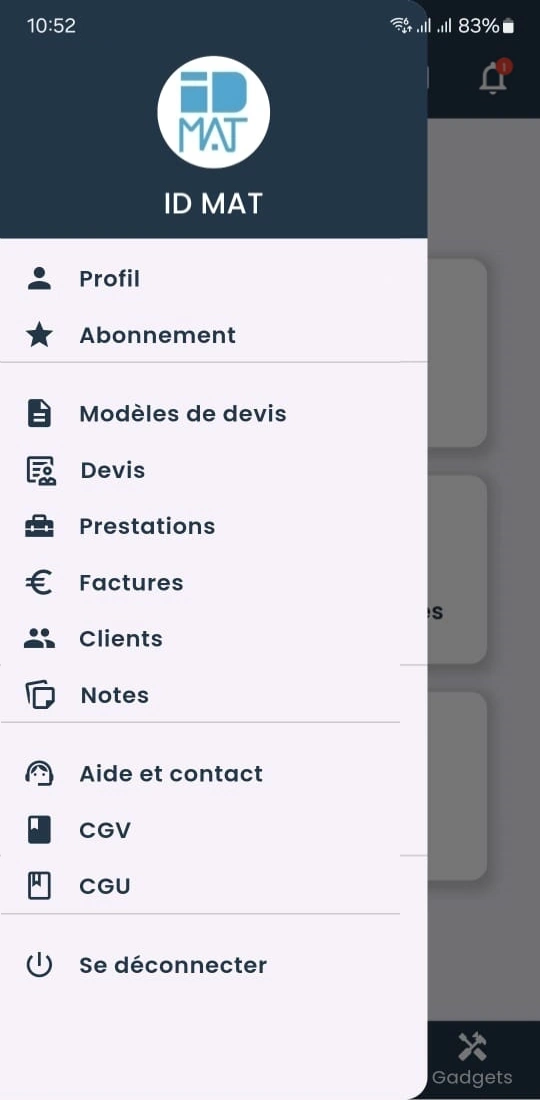 10:52
83%
1
iD
MAT
ID MAT
Profil
Abonnement
Modèles de devis
Devis
Prestations
Factures
es
Clients
Notes
Aide et contact
CGV
CGU
Se déconnecter
Gadgets